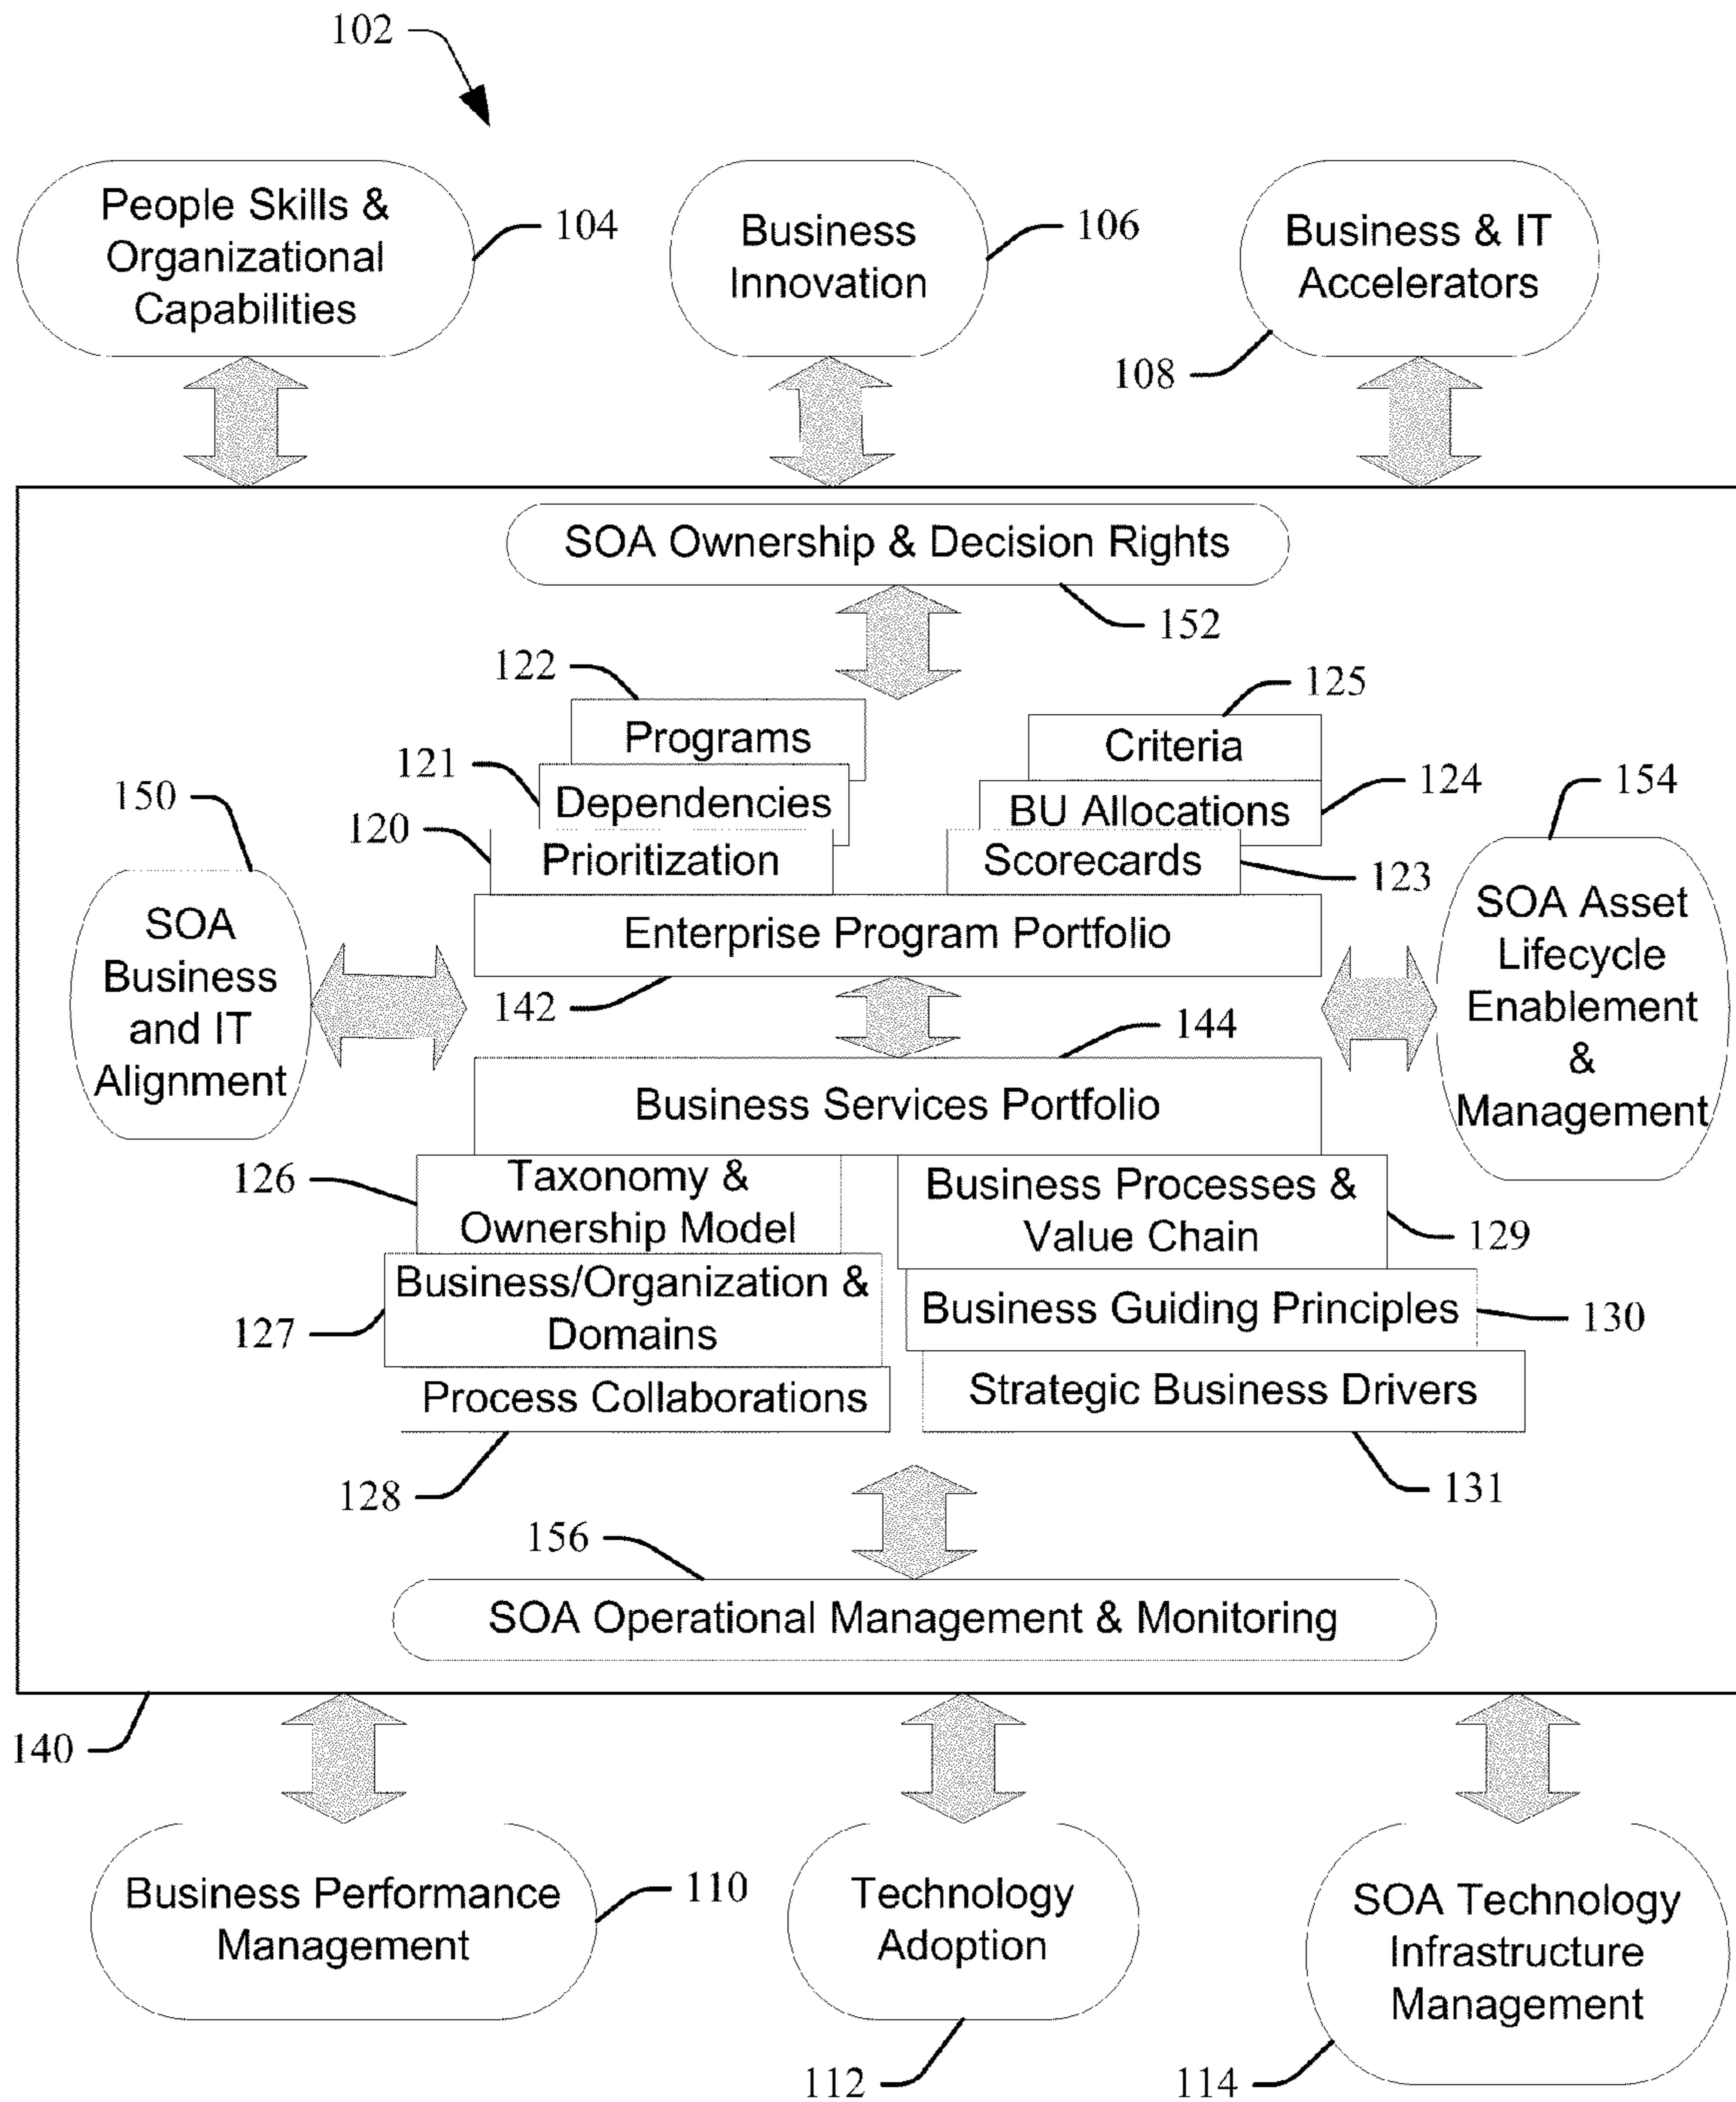 102
People Skills &
Organizational
Capabilities
104
Business
Innovation
106
Business & IT
Accelerators
108
SOA Ownership & Decision Rights
152
122
Programs
125
Criteria
121
Dependencies
BU Allocations
124
154
150
120
Prioritization
Scorecards
123
SOA
Business
and IT
Alignment
Enterprise Program Portfolio
SOA Asset
Lifecycle
Enablement
&
Management
142
144
Business Services Portfolio
126
Taxonomy &
Ownership Model
Business Processes &
Value Chain
129
127
Business/Organization &
Domains
Business Guiding Principles
130
Process Collaborations
Strategic Business Drivers
128
131
156
SOA Operational Management & Monitoring
140
Business Performance
Management
110
Technology
Adoption
SOA Technology
Infrastructure
Management
112
114